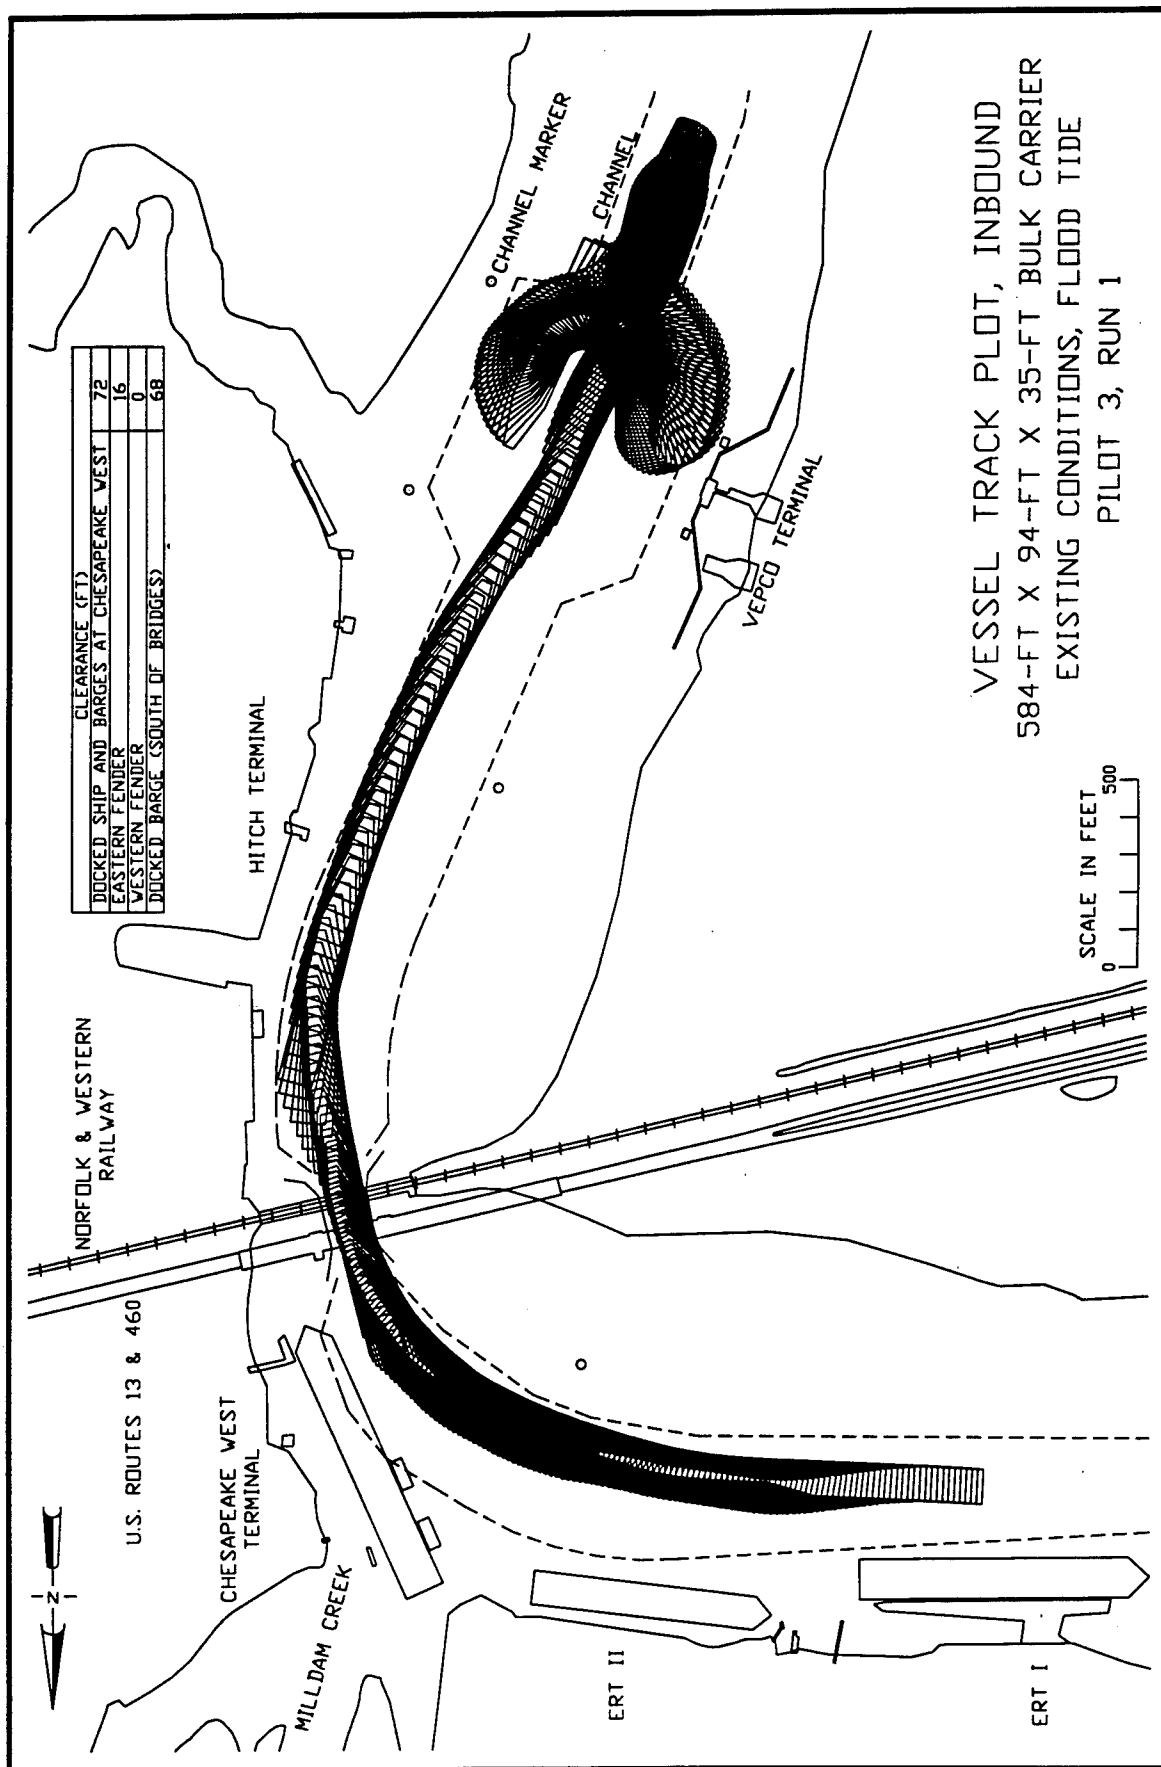 CLEARANCE (FT)
DOCKED SHIP AND BARGES AT CHESAPEAKE WEST 72
EASTERN FENDER 16
WESTERN FENDER 0
DOCKED BARGE (SOUTH OF BRIDGES) 68
N
U.S. ROUTES 13 & 460
NORFOLK & WESTERN
RAILWAY
HITCH TERMINAL
CHANNEL MARKER
CHANNEL
CHESAPEAKE WEST
TERMINAL
MILLDAM CREEK
VEPCO TERMINAL
ERT II
ERT I
SCALE IN FEET
0 500
VESSEL TRACK PLOT, INBOUND
584-FT X 94-FT X 35-FT BULK CARRIER
EXISTING CONDITIONS, FLOOD TIDE
PILOT 3, RUN 1